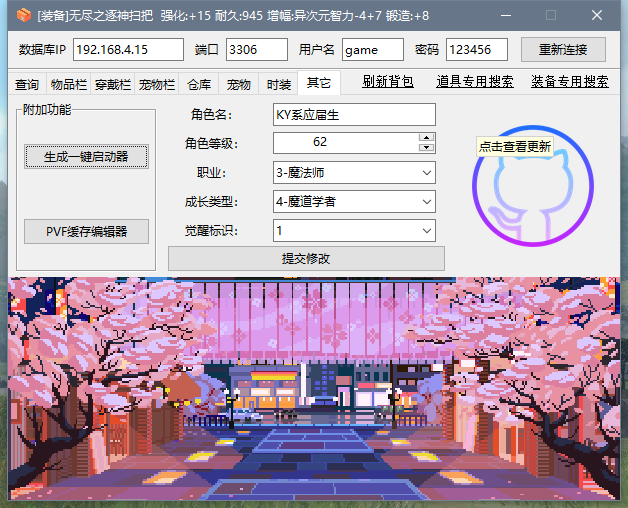 [装备]无尽之逐神扫把 强化:+15 耐久:945 增幅:异次元智力-4+7 锻造:+8
数据库IP 192.168.4.15 端口 3306 用户名 game 密码 123456 重新连接
查询 物品栏 穿戴栏 宠物栏 仓库 宠物 时装 其它 刷新背包 道具专用搜索 装备专用搜索
附加功能
生成一键启动器
PVF缓存编辑器
角色名: KY系应届生
角色等级: 62
职业: 3-魔法师
成长类型: 4-魔道学者
觉醒标识: 1
提交修改
点击查看更新